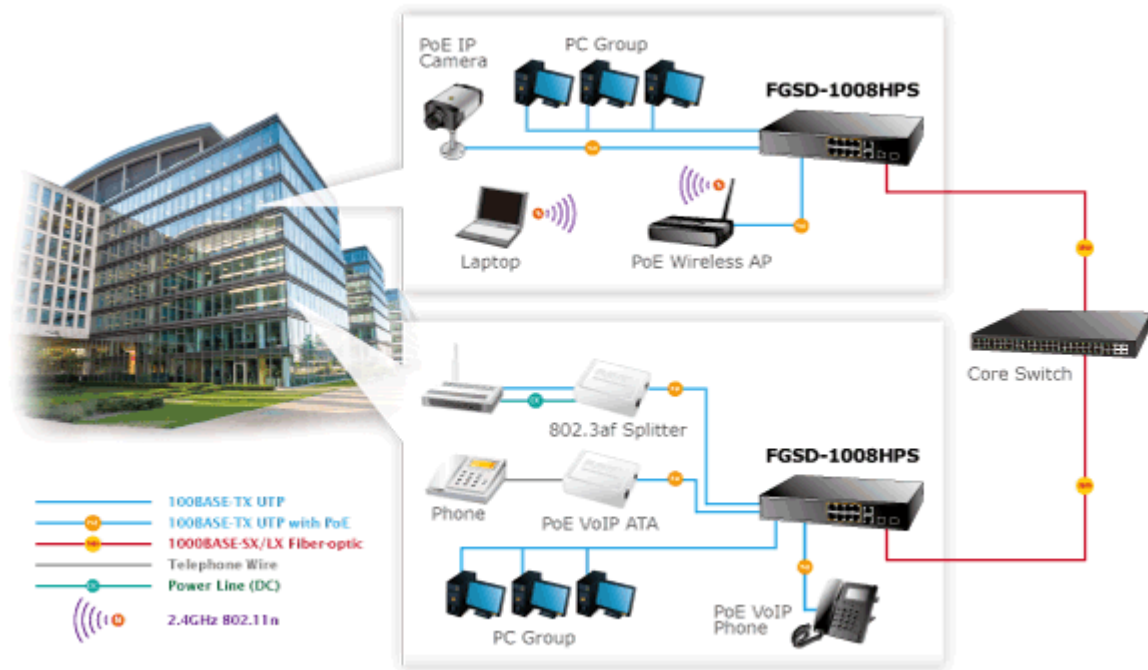 PoE IP
Camera
PC Group
FGSD-1008HPS
Laptop
PoE Wireless AP
Core Switch
802.3af Splitter
FGSD-1008HPS
Phone
PoE VoIP ATA
PC Group
PoE VoIP
Phone
100BASE-TX UTP
100BASE-TX UTP with PoE
1000BASE-SX/LX Fiber-optic
Telephone Wire
Power Line (DC)
2.4GHz 802.11n